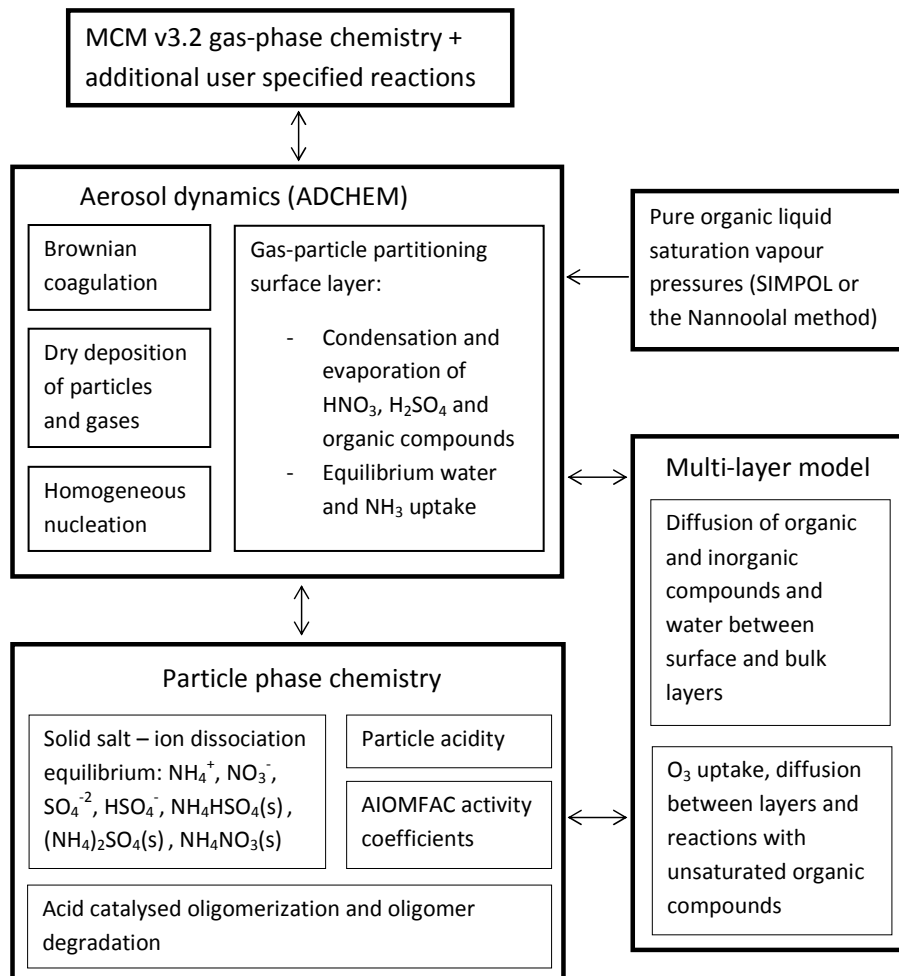 MCM v3.2 gas-phase chemistry +
additional user specified reactions
Aerosol dynamics (ADCHEM)
Brownian
coagulation
Dry deposition
of particles
and gases
Homogeneous
nucleation
Gas-particle partitioning
surface layer:
- Condensation and
evaporation of
HNO₃, H₂SO₄ and
organic compounds
- Equilibrium water
and NH₃ uptake
Pure organic liquid
saturation vapour
pressures (SIMPOL or
the Nannoolal method)
Multi-layer model
Diffusion of organic
and inorganic
compounds and
water between
surface and bulk
layers
O₃ uptake, diffusion
between layers and
reactions with
unsaturated organic
compounds
Particle phase chemistry
Solid salt – ion dissociation
equilibrium: NH₄⁺, NO₃⁻,
SO₄⁻², HSO₄⁻, NH₄HSO₄(s) ,
(NH₄)₂SO₄(s) , NH₄NO₃(s)
Particle acidity
AIOMFAC activity
coefficients
Acid catalysed oligomerization and oligomer
degradation